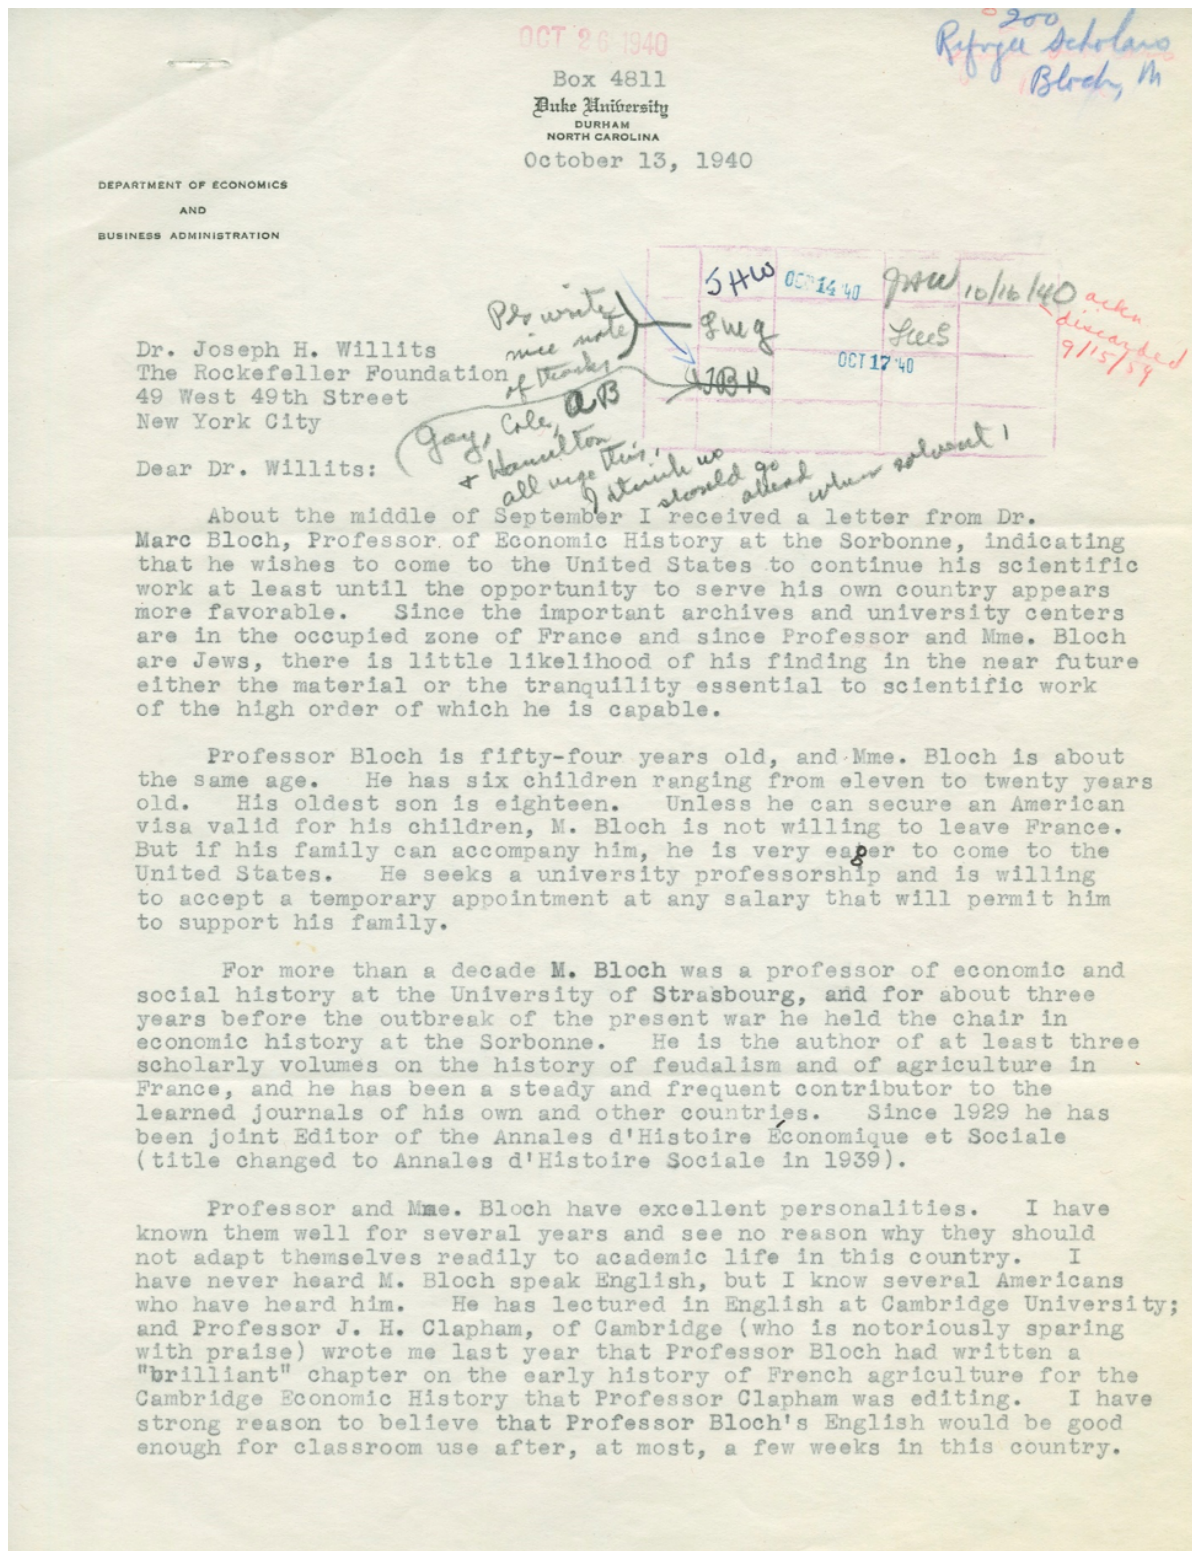 OCT 26 1940
200
Refugee Scholars
Bloch, M
Box 4811
Duke University
DURHAM
NORTH CAROLINA
October 13, 1940
DEPARTMENT OF ECONOMICS
AND
BUSINESS ADMINISTRATION
JHW OCT 14 '40 JHW 10/16/40
ackn
discarded
9/15/59
OCT 17 '40
Pls write
nice note
of thanks
Gay, Cole,
+ Hamilton
all urge this.
I think we
should go
ahead
when solvent!
Dr. Joseph H. Willits
The Rockefeller Foundation
49 West 49th Street
New York City
Dear Dr. Willits:
About the middle of September I received a letter from Dr.
Marc Bloch, Professor of Economic History at the Sorbonne, indicating
that he wishes to come to the United States to continue his scientific
work at least until the opportunity to serve his own country appears
more favorable. Since the important archives and university centers
are in the occupied zone of France and since Professor and Mme. Bloch
are Jews, there is little likelihood of his finding in the near future
either the material or the tranquility essential to scientific work
of the high order of which he is capable.
Professor Bloch is fifty-four years old, and Mme. Bloch is about
the same age. He has six children ranging from eleven to twenty years
old. His oldest son is eighteen. Unless he can secure an American
visa valid for his children, M. Bloch is not willing to leave France.
But if his family can accompany him, he is very eager to come to the
United States. He seeks a university professorship and is willing
to accept a temporary appointment at any salary that will permit him
to support his family.
For more than a decade M. Bloch was a professor of economic and
social history at the University of Strasbourg, and for about three
years before the outbreak of the present war he held the chair in
economic history at the Sorbonne. He is the author of at least three
scholarly volumes on the history of feudalism and of agriculture in
France, and he has been a steady and frequent contributor to the
learned journals of his own and other countries. Since 1929 he has
been joint Editor of the Annales d'Histoire Économique et Sociale
(title changed to Annales d'Histoire Sociale in 1939).
Professor and Mme. Bloch have excellent personalities. I have
known them well for several years and see no reason why they should
not adapt themselves readily to academic life in this country. I
have never heard M. Bloch speak English, but I know several Americans
who have heard him. He has lectured in English at Cambridge University;
and Professor J. H. Clapham, of Cambridge (who is notoriously sparing
with praise) wrote me last year that Professor Bloch had written a
"brilliant" chapter on the early history of French agriculture for the
Cambridge Economic History that Professor Clapham was editing. I have
strong reason to believe that Professor Bloch's English would be good
enough for classroom use after, at most, a few weeks in this country.